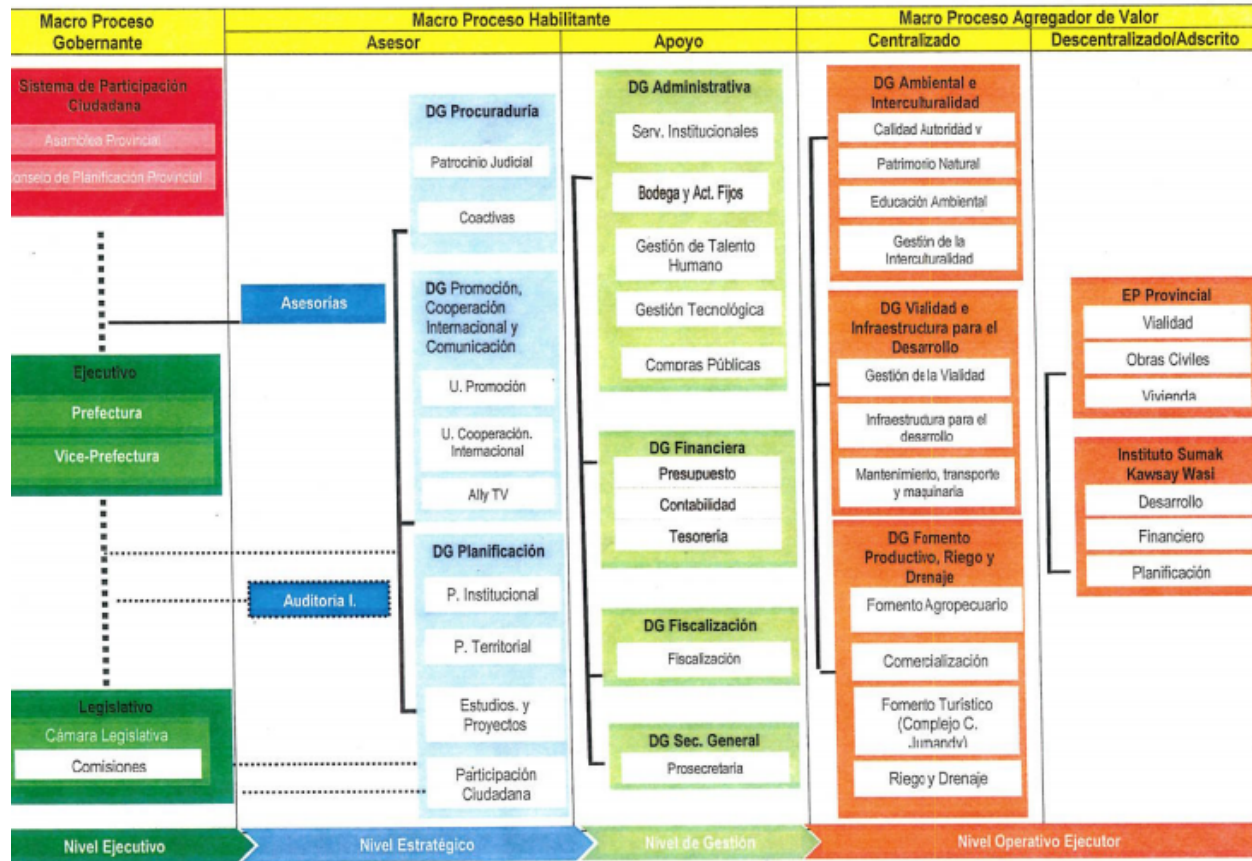 Macro Proceso
Gobernante
Macro Proceso Habilitante
Macro Proceso Agregador de Valor
Asesor
Apoyo
Centralizado
Descentralizado/Adscrito
Sistema de Participación
Ciudadana
Asamblea Provincial
Consejo de Planificación Provincial
Ejecutivo
Prefectura
Vice-Prefectura
Legislativo
Cámara Legislativa
Comisiones
Asesorías
Auditoria I.
DG Procuraduría
Patrocinio Judicial
Coactivas
DG Promoción,
Cooperación
Internacional y
Comunicación
U. Promoción
U. Cooperación.
Internacional
Ally TV
DG Planificación
P. Institucional
P. Territorial
Estudios. y
Proyectos
Participación
Ciudadana
DG Administrativa
Serv. Institucionales
Bodega y Act. Fijos
Gestión de Talento
Humano
Gestión Tecnológica
Compras Públicas
DG Financiera
Presupuesto
Contabilidad
Tesorería
DG Fiscalización
Fiscalización
DG Sec. General
Prosecretaria
DG Ambiental e
Interculturalidad
Calidad Autoridad y
Patrimonio Natural
Educación Ambiental
Gestión de la
Interculturalidad
DG Vialidad e
Infraestructura para el
Desarrollo
Gestión de la Vialidad
Infraestructura para el
desarrollo
Mantenimiento, transporte
y maquinaria
DG Fomento
Productivo, Riego y
Drenaje
Fomento Agropecuario
Comercialización
Fomento Turístico
(Complejo C.
Jumandy)
Riego y Drenaje
EP Provincial
Vialidad
Obras Civiles
Vivienda
Instituto Sumak
Kawsay Wasi
Desarrollo
Financiero
Planificación
Nivel Ejecutivo
Nivel Estratégico
Nivel de Gestión
Nivel Operativo Ejecutor